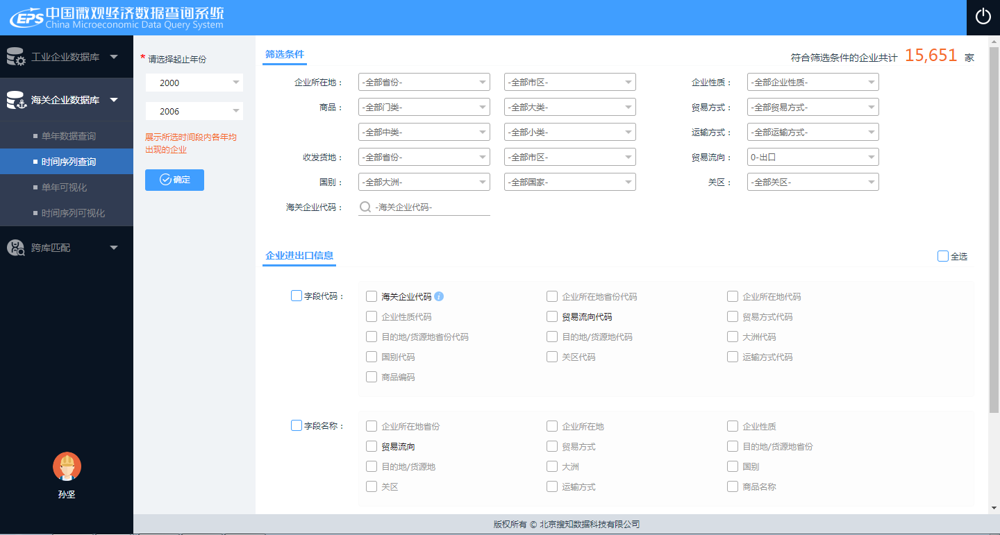 EPS 中国微观经济数据查询系统
China Microeconomic Data Query System
工业企业数据库
海关企业数据库
单年数据查询
时间序列查询
单年可视化
时间序列可视化
跨库匹配
孙坚
* 请选择起止年份
2000
2006
展示所选时间段内各年均
出现的企业
确定
筛选条件
符合筛选条件的企业共计 15,651 家
企业所在地： -全部省份- -全部市区- 企业性质： -全部企业性质-
商品： -全部门类- -全部大类- 贸易方式： -全部贸易方式-
-全部中类- -全部小类- 运输方式： -全部运输方式-
收发货地： -全部省份- -全部市区- 贸易流向： 0-出口
国别： -全部大洲- -全部国家- 关区： -全部关区-
海关企业代码： -海关企业代码-
企业进出口信息 全选
字段代码： 海关企业代码 i 企业所在地省份代码 企业所在地代码
企业性质代码 贸易流向代码 贸易方式代码
目的地/货源地省份代码 目的地/货源地代码 大洲代码
国别代码 关区代码 运输方式代码
商品编码
字段名称： 企业所在地省份 企业所在地 企业性质
贸易流向 贸易方式 目的地/货源地省份
目的地/货源地 大洲 国别
关区 运输方式 商品名称
版权所有 © 北京搜知数据科技有限公司